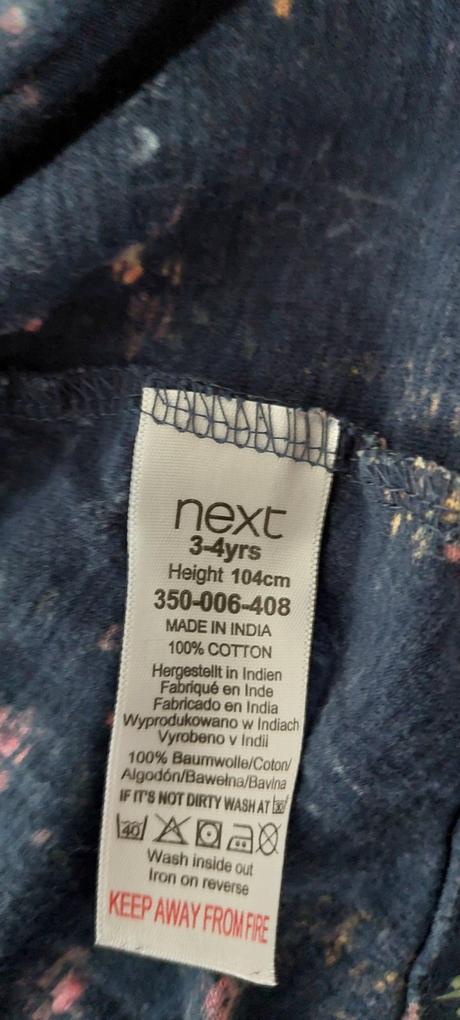 next
3-4yrs
Height 104cm
350-006-408
MADE IN INDIA
100% COTTON
Hergestellt in Indien
Fabriqué en Inde
Fabricado en India
Wyprodukowano w Indiach
Vyrobeno v Indii
100% Baumwolle/Coton/
Algodón/Bawełna/Bavlna
IF IT'S NOT DIRTY WASH AT 30
40
Wash inside out
Iron on reverse
KEEP AWAY FROM FIRE